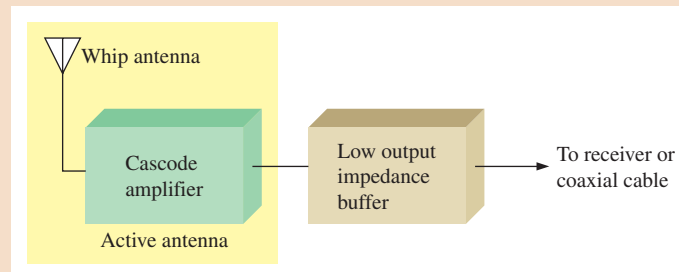 Whip antenna
Cascode
amplifier
Active antenna
Low output
impedance
buffer
To receiver or
coaxial cable